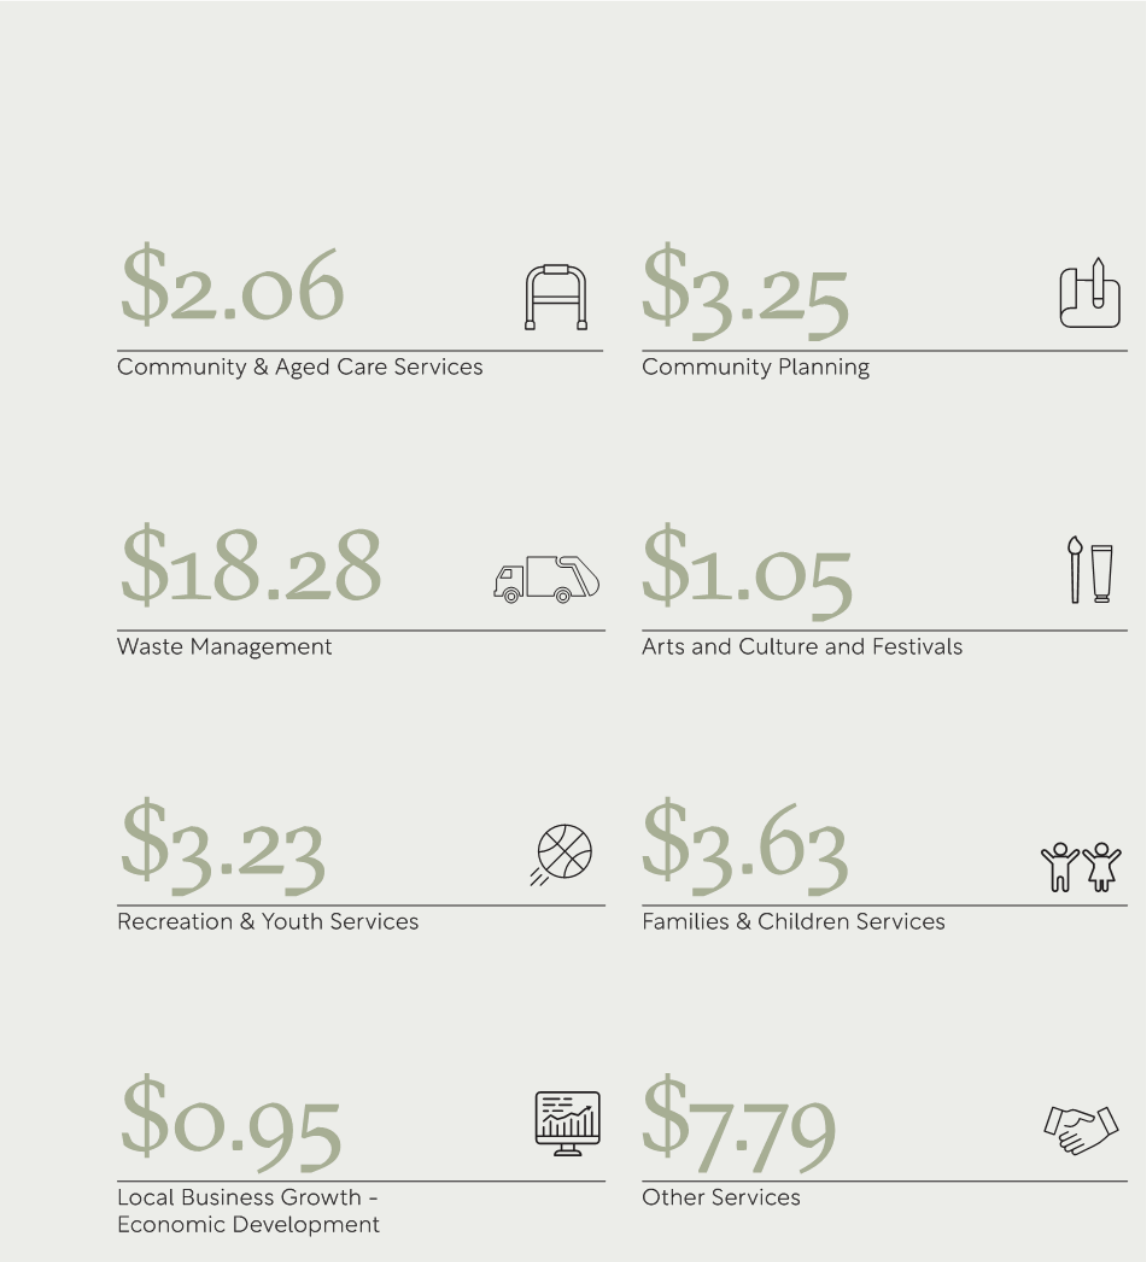 $2.06
Community & Aged Care Services
$3.25
Community Planning
$18.28
Waste Management
$1.05
Arts and Culture and Festivals
$3.23
Recreation & Youth Services
$3.63
Families & Children Services
$0.95
Local Business Growth -
Economic Development
$7.79
Other Services